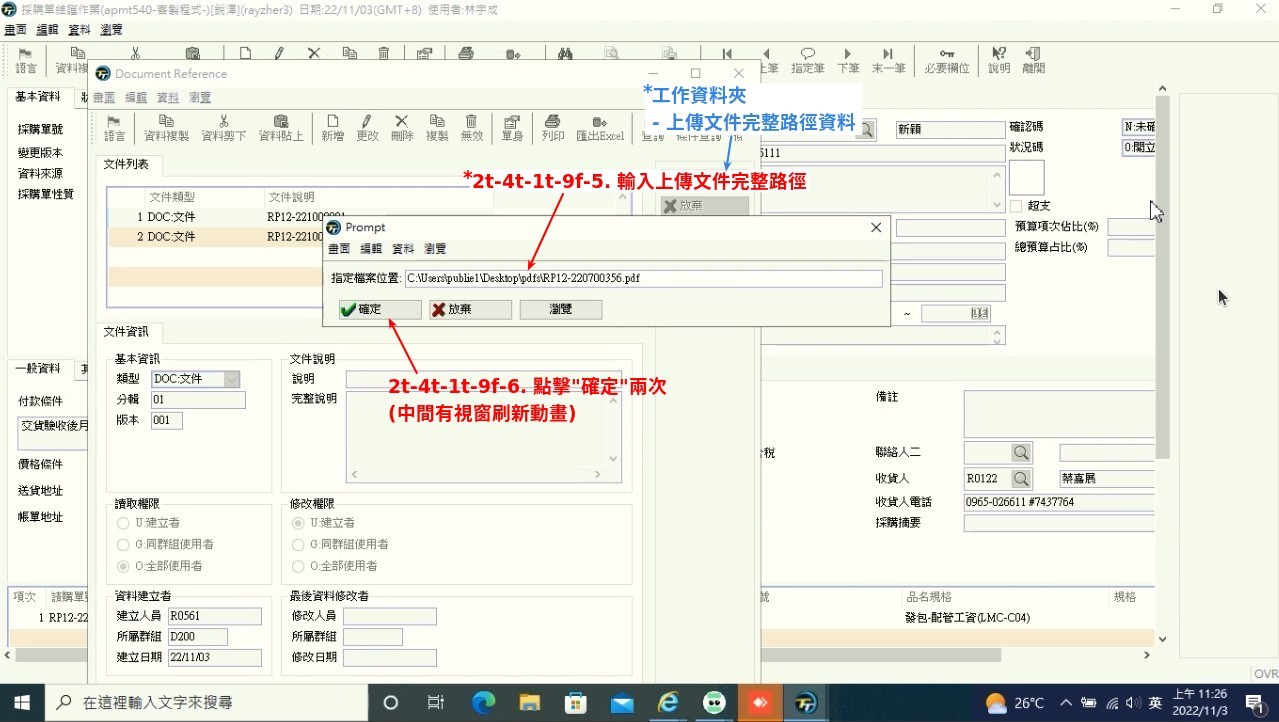 採購單維護作業(apmt540-客製程式-)[銳澤](rayzher3) 日期:22/11/03(GMT+8) 使用者:林宇威
畫面 編輯 資料 瀏覽
語言 上筆 指定筆 下筆 末一筆 必要欄位 說明 離開
Document Reference
畫面 編輯 資料 瀏覽
語言 資料複製 資料剪下 資料貼上 新增 更改 刪除 複製 無效 單身 列印 匯出Excel
*工作資料夾
- 上傳文件完整路徑資料
基本資料
採購單號
變更版本
資料來源
採購單性質
新穎
確認碼
狀況碼
5111
超支
預算項次佔比(%)
總預算占比(%)
~
文件列表
文件類型 文件說明
1 DOC:文件
2 DOC:文件
放棄
*2t-4t-1t-9f-5. 輸入上傳文件完整路徑
Prompt
畫面 編輯 資料 瀏覽
指定檔案位置: C:\Users\public1\Desktop\pdfs\RP12-220700356.pdf
確定 放棄 瀏覽
2t-4t-1t-9f-6. 點擊"確定"兩次
(中間有視窗刷新動畫)
文件資訊
基本資訊
類型 DOC:文件
分輯 01
版本 001
文件說明
說明
完整說明
讀取權限
U:建立者
G:同群組使用者
O:全部使用者
修改權限
U:建立者
G:同群組使用者
O:全部使用者
資料建立者
建立人員 R0561
所屬群組 D200
建立日期 22/11/03
最後資料修改者
修改人員
所屬群組
修改日期
一般資料
付款條件
交貨驗收後月
價格條件
送貨地址
帳單地址
備註
聯絡人二
收貨人 R0122 禁嘉展
收貨人電話 0965-026611 #7437764
採購摘要
項次 請購單
1 RP12-22
品名規格 規格
發包-配管工資(LMC-C04)
OVR
在這裡輸入文字來搜尋
26°C
英
上午 11:26
2022/11/3
1